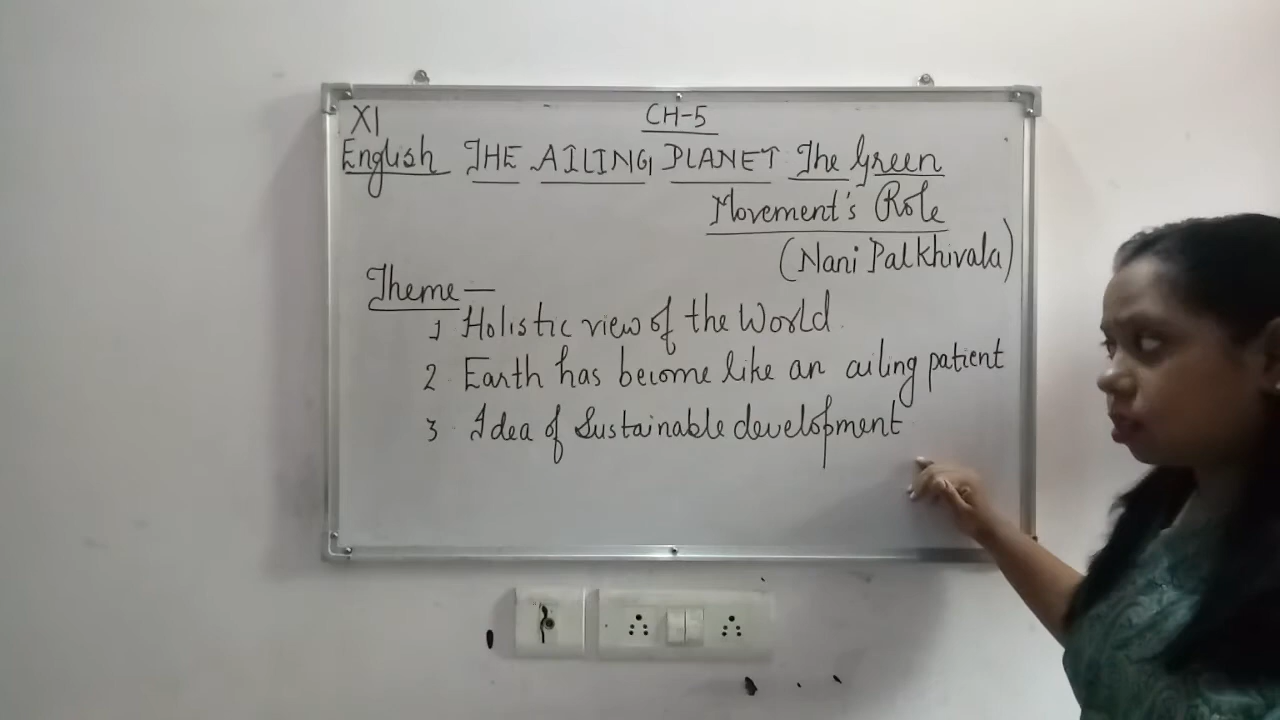 XI
CH-5
English THE AILING PLANET The Green
Movement's Role
(Nani Palkhivala)
Theme —
1 Holistic view of the World.
2 Earth has become like an ailing patient
3 Idea of Sustainable development